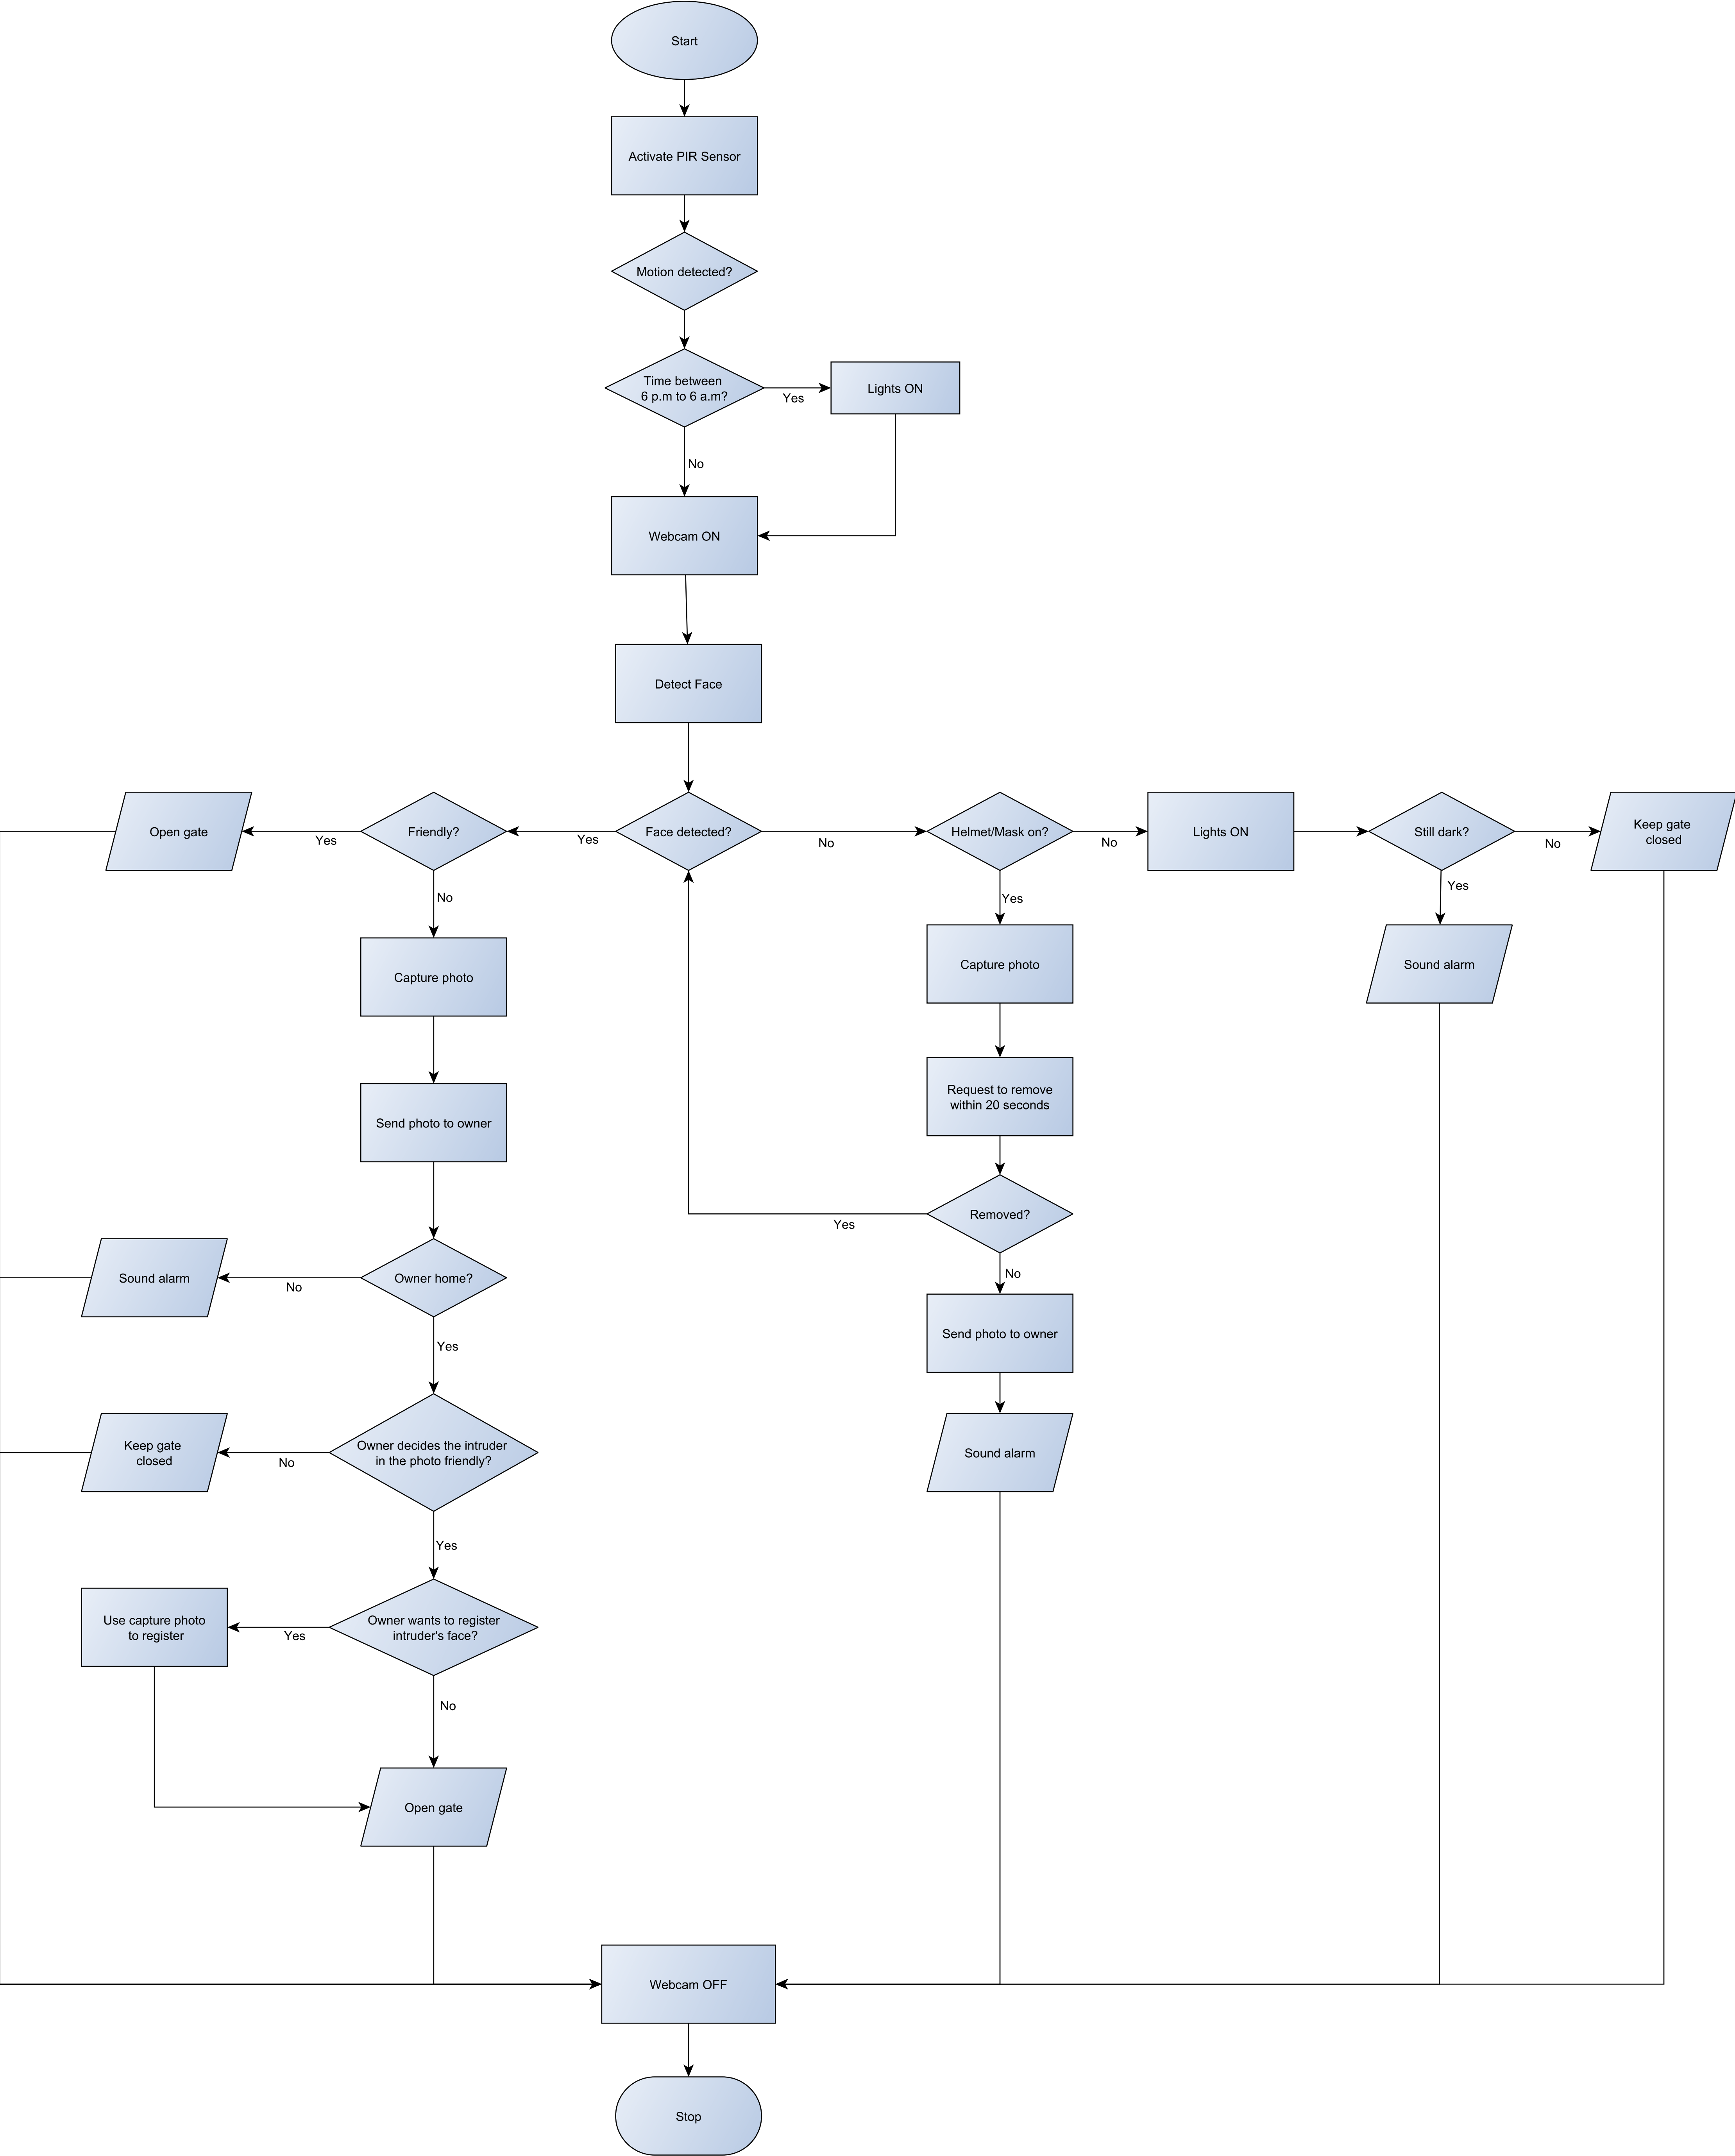 Start
Activate PIR Sensor
Motion detected?
Time between
6 p.m to 6 a.m?
Yes
Lights ON
No
Webcam ON
Detect Face
Open gate
Yes
Friendly?
Yes
Face detected?
No
Helmet/Mask on?
No
Lights ON
Still dark?
No
Keep gate
closed
No
Yes
Yes
Capture photo
Capture photo
Sound alarm
Send photo to owner
Request to remove
within 20 seconds
Yes
Removed?
Sound alarm
No
Owner home?
No
Yes
Send photo to owner
Keep gate
closed
No
Owner decides the intruder
in the photo friendly?
Sound alarm
Yes
Use capture photo
to register
Yes
Owner wants to register
intruder's face?
No
Open gate
Webcam OFF
Stop